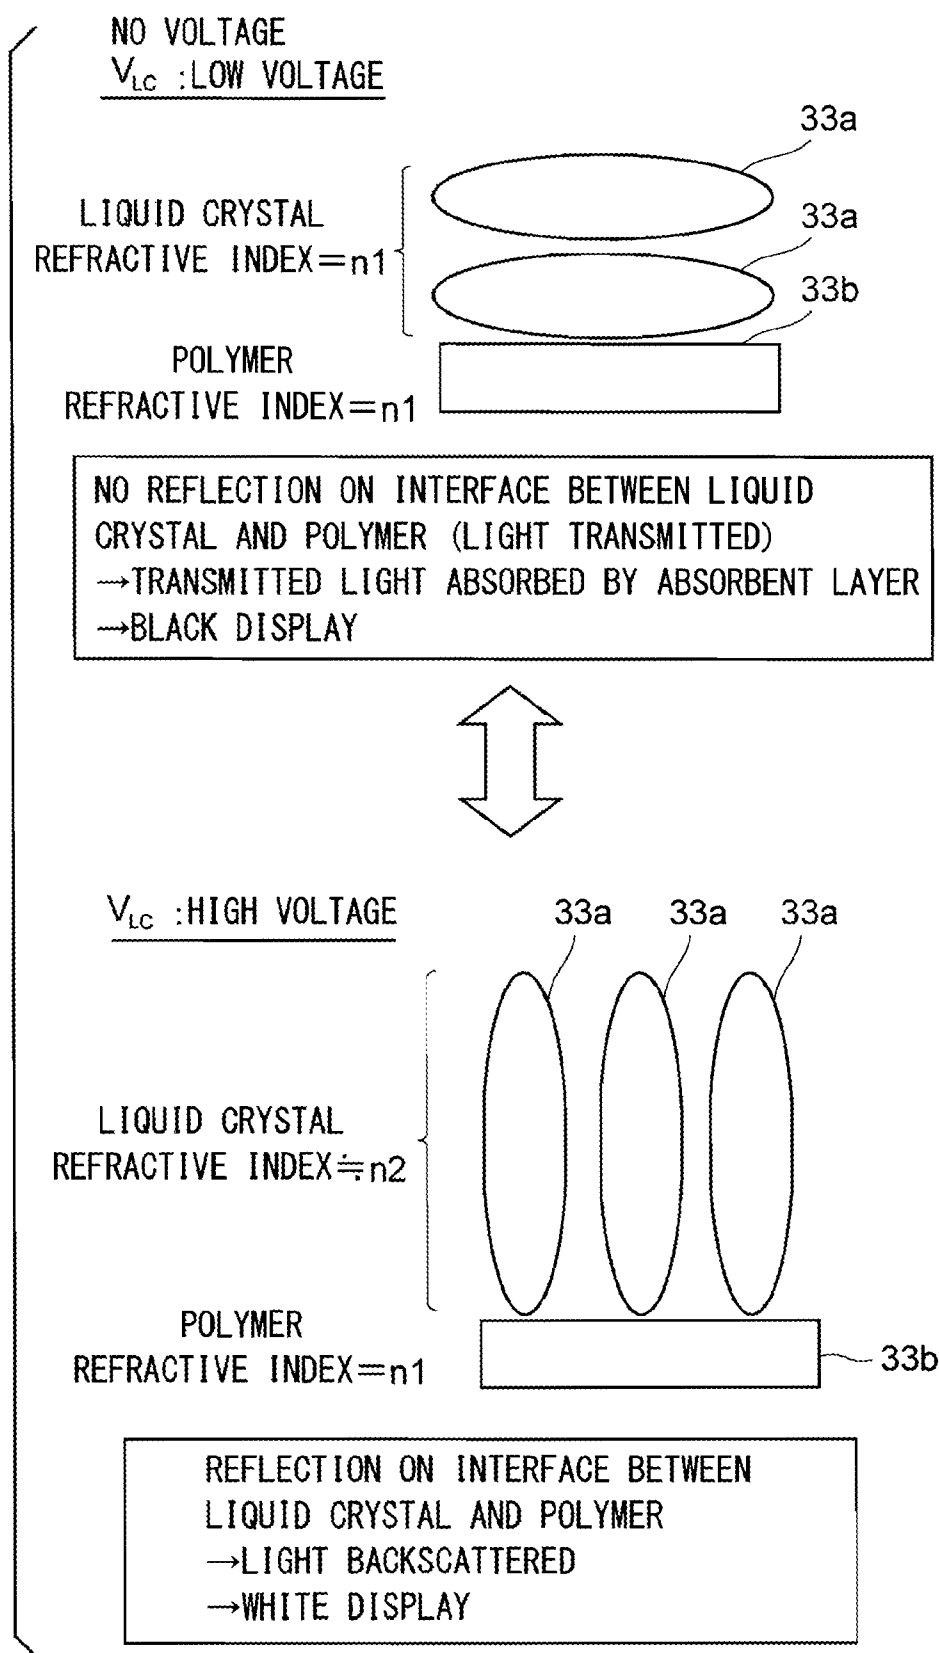 NO VOLTAGE
VLC :LOW VOLTAGE
33a
LIQUID CRYSTAL
REFRACTIVE INDEX=n1
33a
33b
POLYMER
REFRACTIVE INDEX=n1
NO REFLECTION ON INTERFACE BETWEEN LIQUID
CRYSTAL AND POLYMER (LIGHT TRANSMITTED)
→TRANSMITTED LIGHT ABSORBED BY ABSORBENT LAYER
→BLACK DISPLAY
VLC :HIGH VOLTAGE
33a 33a 33a
LIQUID CRYSTAL
REFRACTIVE INDEX≒n2
POLYMER
REFRACTIVE INDEX=n1
33b
REFLECTION ON INTERFACE BETWEEN
LIQUID CRYSTAL AND POLYMER
→LIGHT BACKSCATTERED
→WHITE DISPLAY